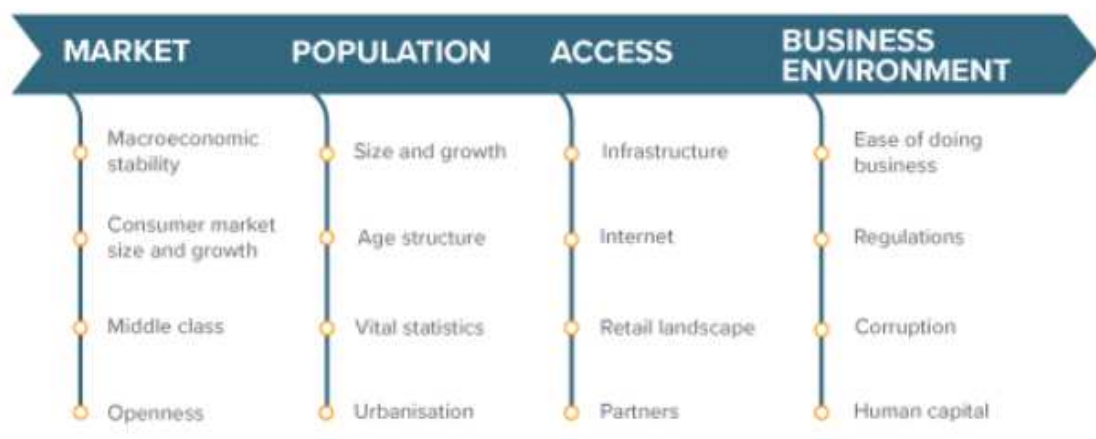 MARKET
Macroeconomic
stability
Consumer market
size and growth
Middle class
Openness
POPULATION
Size and growth
Age structure
Vital statistics
Urbanisation
ACCESS
Infrastructure
Internet
Retail landscape
Partners
BUSINESS
ENVIRONMENT
Ease of doing
business
Regulations
Corruption
Human capital